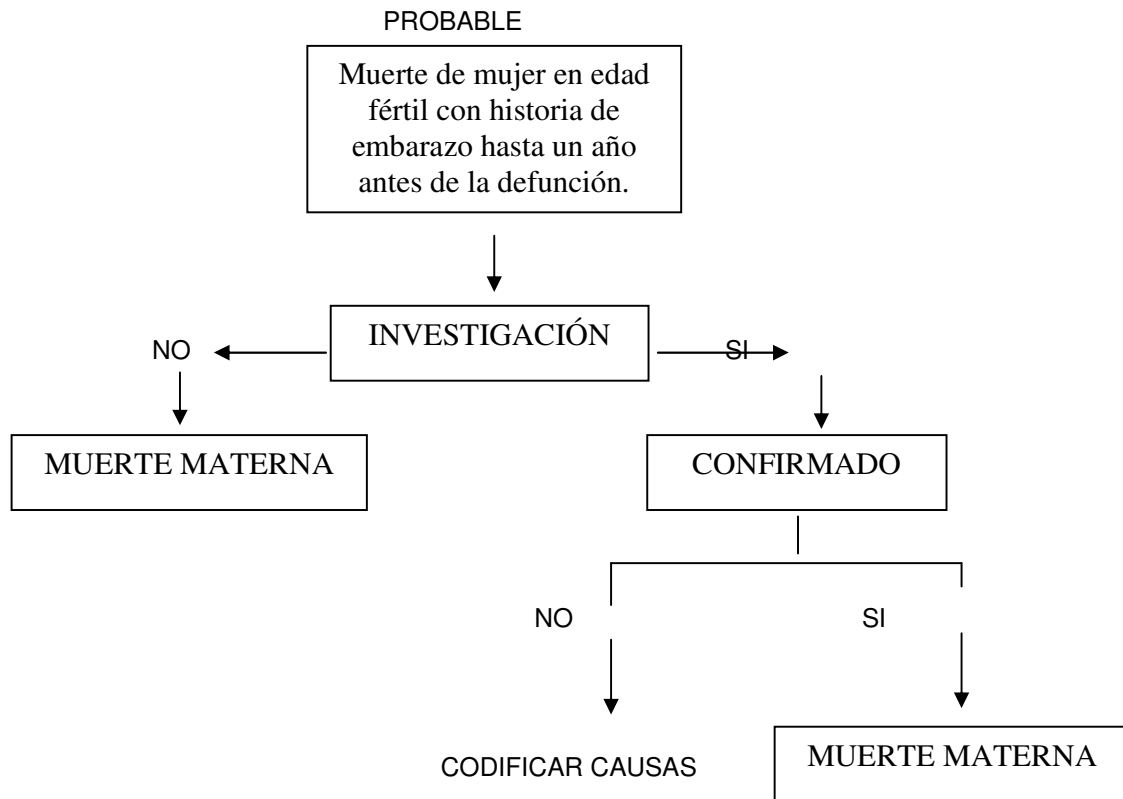 PROBABLE
Muerte de mujer en edad
fértil con historia de
embarazo hasta un año
antes de la defunción.
INVESTIGACIÓN
NO
SI
MUERTE MATERNA
CONFIRMADO
NO
SI
CODIFICAR CAUSAS
MUERTE MATERNA